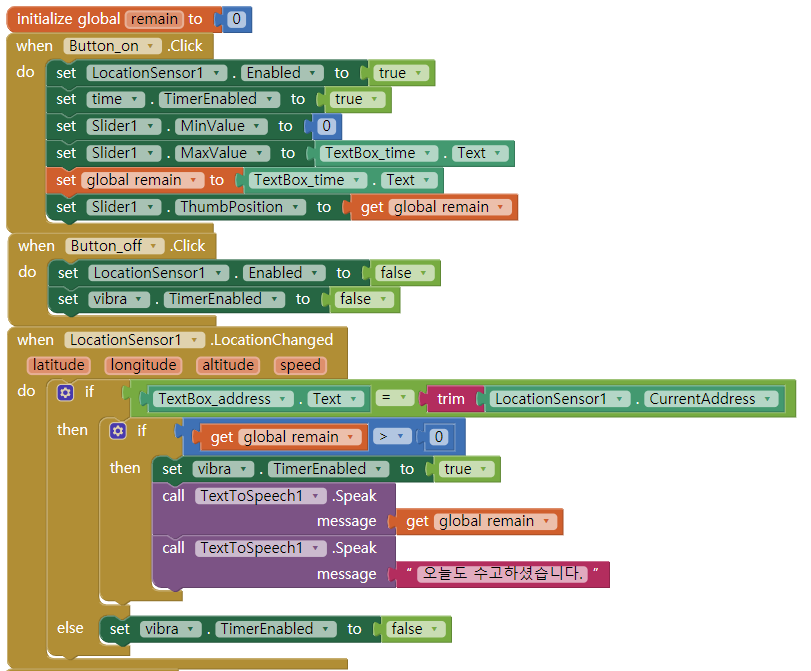 initialize global remain to 0
when Button_on .Click
do set LocationSensor1 . Enabled to true
set time . TimerEnabled to true
set Slider1 . MinValue to 0
set Slider1 . MaxValue to TextBox_time . Text
set global remain to TextBox_time . Text
set Slider1 . ThumbPosition to get global remain
when Button_off .Click
do set LocationSensor1 . Enabled to false
set vibra . TimerEnabled to false
when LocationSensor1 .LocationChanged
latitude longitude altitude speed
do if TextBox_address . Text = trim LocationSensor1 . CurrentAddress
then if get global remain > 0
then set vibra . TimerEnabled to true
call TextToSpeech1 .Speak
message get global remain
call TextToSpeech1 .Speak
message “ 오늘도 수고하셨습니다. ”
else set vibra . TimerEnabled to false